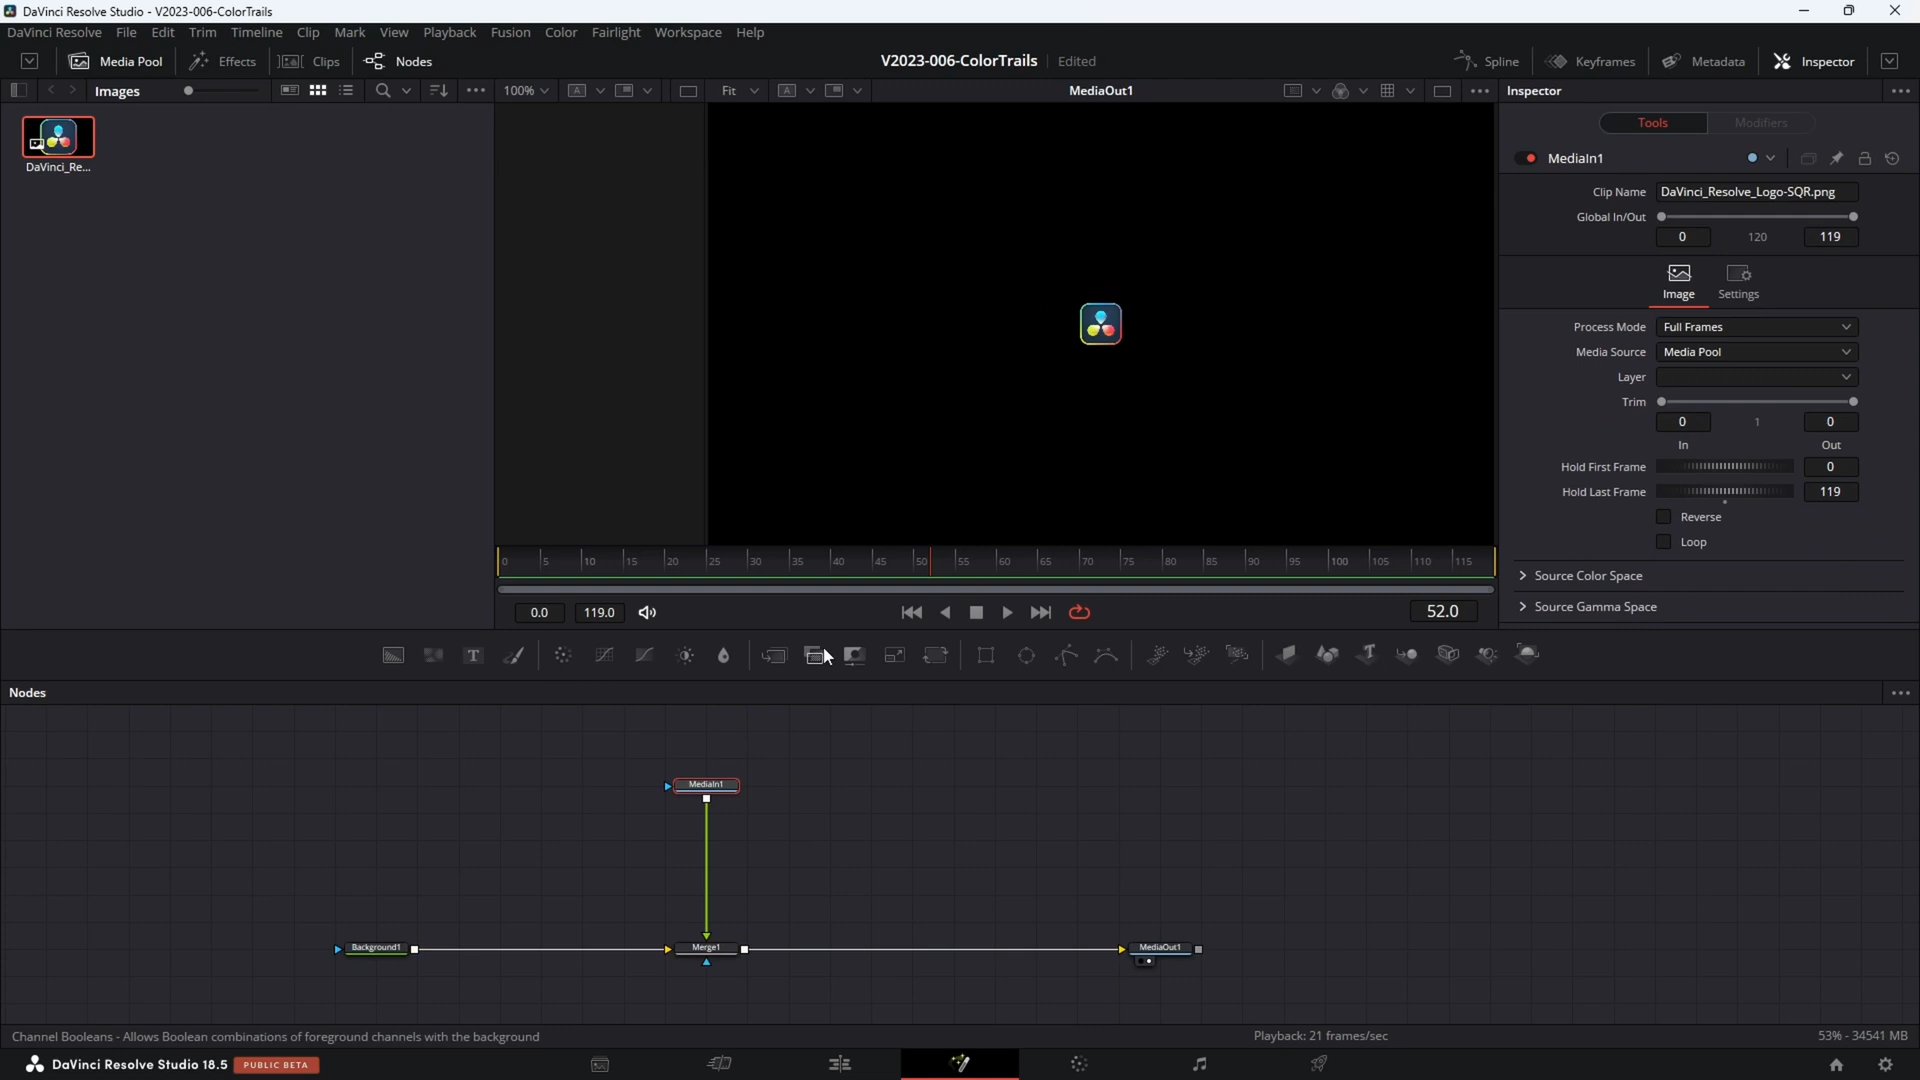 DaVinci Resolve Studio - V2023-006-ColorTrails
DaVinci Resolve File Edit Trim Timeline Clip Mark View Playback Fusion Color Fairlight Workspace Help
Media Pool Effects Clips Nodes V2023-006-ColorTrails Edited Spline Keyframes Metadata Inspector
Images 100% A Fit A MediaOut1 Inspector
Tools Modifiers
DaVinci_Re...
MediaIn1
Clip Name DaVinci_Resolve_Logo-SQR.png
Global In/Out
0 120 119
Image Settings
Process Mode Full Frames
Media Source Media Pool
Layer
Trim
0 1 0
In Out
Hold First Frame 0
Hold Last Frame 119
Reverse
Loop
0 5 10 15 20 25 30 35 40 45 50 55 60 65 70 75 80 85 90 95 100 105 110 115
Source Color Space
Source Gamma Space
0.0 119.0 52.0
T T
Nodes
MediaIn1
Background1 Merge1 MediaOut1
Channel Booleans - Allows Boolean combinations of foreground channels with the background Playback: 21 frames/sec 53% - 34541 MB
DaVinci Resolve Studio 18.5 PUBLIC BETA